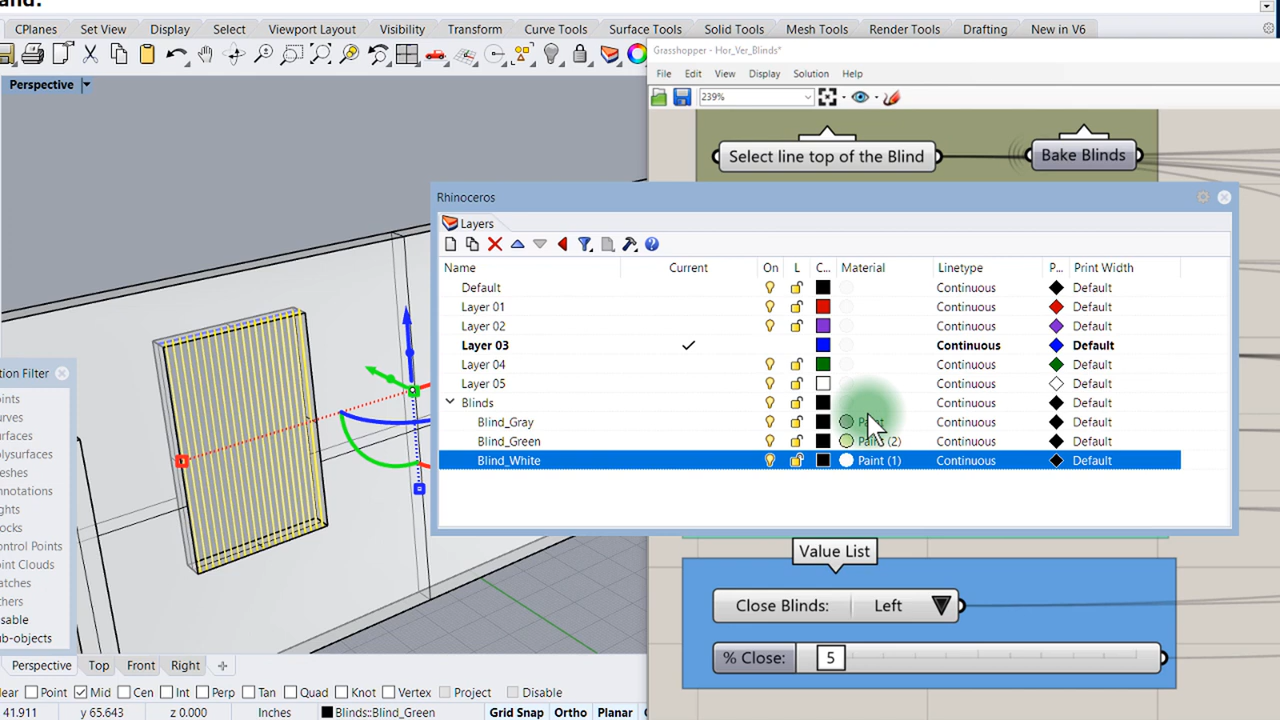 and:
CPlanes Set View Display Select Viewport Layout Visibility Transform Curve Tools Surface Tools Solid Tools Mesh Tools Render Tools Drafting New in V6
Grasshopper - Hor_Ver_Blinds*
File Edit View Display Solution Help
239%
Perspective
Select line top of the Blind
Bake Blinds
Rhinoceros
Layers
Name Current On L C... Material Linetype P... Print Width
Default Continuous Default
Layer 01 Continuous Default
Layer 02 Continuous Default
Layer 03 Continuous Default
Layer 04 Continuous Default
Layer 05 Continuous Default
Blinds Continuous Default
Blind_Gray Continuous Default
Blind_Green Paint (2) Continuous Default
Blind_White Paint (1) Continuous Default
tion Filter
oints
urves
urfaces
olysurfaces
leshes
nnotations
ghts
ocks
ontrol Points
oint Clouds
atches
thers
isable
ub-objects
Value List
Close Blinds: Left
% Close: 5
Perspective Top Front Right
ear Point Mid Cen Int Perp Tan Quad Knot Vertex Project Disable
41.911 y 65.643 z 0.000 Inches Blinds::Blind_Green Grid Snap Ortho Planar